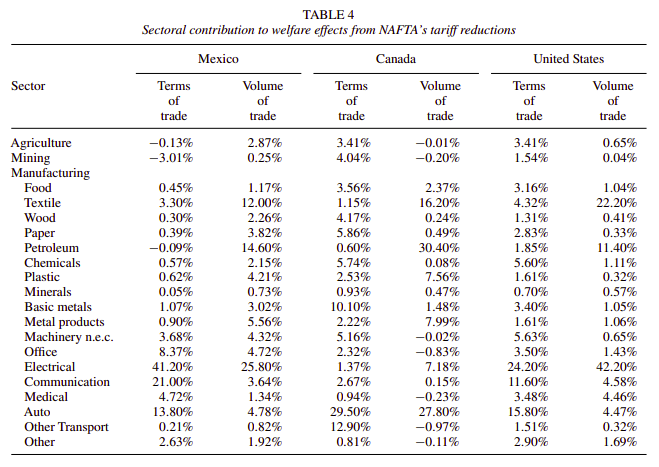 TABLE 4
Sectoral contribution to welfare effects from NAFTA's tariff reductions
Mexico Canada United States
Sector Terms Volume Terms Volume Terms Volume
of of of of of of
trade trade trade trade trade trade
Agriculture −0.13% 2.87% 3.41% −0.01% 3.41% 0.65%
Mining −3.01% 0.25% 4.04% −0.20% 1.54% 0.04%
Manufacturing
Food 0.45% 1.17% 3.56% 2.37% 3.16% 1.04%
Textile 3.30% 12.00% 1.15% 16.20% 4.32% 22.20%
Wood 0.30% 2.26% 4.17% 0.24% 1.31% 0.41%
Paper 0.39% 3.82% 5.86% 0.49% 2.83% 0.33%
Petroleum −0.09% 14.60% 0.60% 30.40% 1.85% 11.40%
Chemicals 0.57% 2.15% 5.74% 0.08% 5.60% 1.11%
Plastic 0.62% 4.21% 2.53% 7.56% 1.61% 0.32%
Minerals 0.05% 0.73% 0.93% 0.47% 0.70% 0.57%
Basic metals 1.07% 3.02% 10.10% 1.48% 3.40% 1.05%
Metal products 0.90% 5.56% 2.22% 7.99% 1.61% 1.06%
Machinery n.e.c. 3.68% 4.32% 5.16% −0.02% 5.63% 0.65%
Office 8.37% 4.72% 2.32% −0.83% 3.50% 1.43%
Electrical 41.20% 25.80% 1.37% 7.18% 24.20% 42.20%
Communication 21.00% 3.64% 2.67% 0.15% 11.60% 4.58%
Medical 4.72% 1.34% 0.94% −0.23% 3.48% 4.46%
Auto 13.80% 4.78% 29.50% 27.80% 15.80% 4.47%
Other Transport 0.21% 0.82% 12.90% −0.97% 1.51% 0.32%
Other 2.63% 1.92% 0.81% −0.11% 2.90% 1.69%